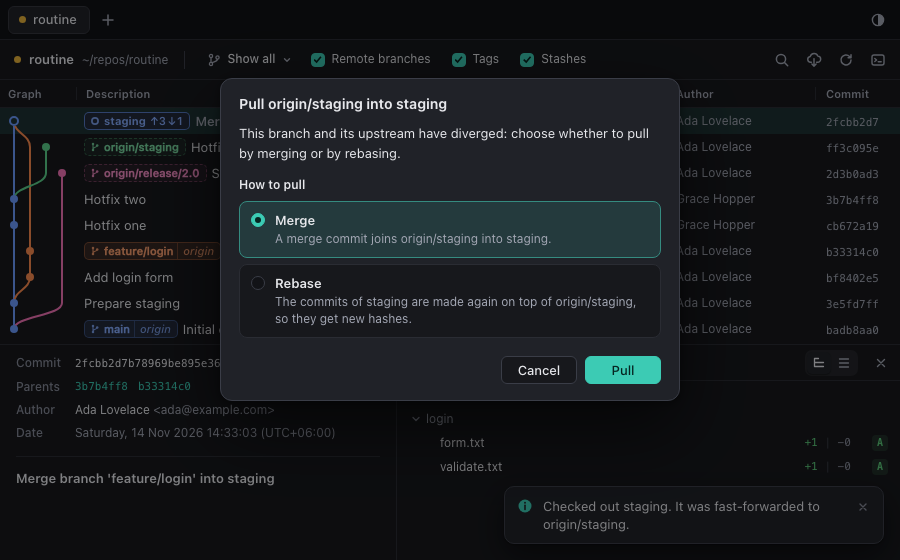 routine
routine ~/repos/routine Show all Remote branches Tags Stashes
Graph Description Author Commit
staging ↑3↓1 Mer Ada Lovelace 2fcbb2d7
origin/staging Hotfi Ada Lovelace ff3c095e
origin/release/2.0 S Ada Lovelace 2d3b0ad3
Hotfix two Grace Hopper 3b7b4ff8
Hotfix one Grace Hopper cb672a19
feature/login origin Ada Lovelace b33314c0
Add login form Ada Lovelace bf8402e5
Prepare staging Ada Lovelace 3e5fd7ff
main origin Initial Ada Lovelace badb8aa0
Pull origin/staging into staging
This branch and its upstream have diverged: choose whether to pull
by merging or by rebasing.
How to pull
Merge
A merge commit joins origin/staging into staging.
Rebase
The commits of staging are made again on top of origin/staging,
so they get new hashes.
Cancel Pull
Commit 2fcbb2d7b78969be895e36
Parents 3b7b4ff8 b33314c0
Author Ada Lovelace <ada@example.com>
Date Saturday, 14 Nov 2026 14:33:03 (UTC+06:00)
Merge branch 'feature/login' into staging
login
form.txt +1 | −0 A
validate.txt +1 | −0 A
Checked out staging. It was fast-forwarded to
origin/staging.